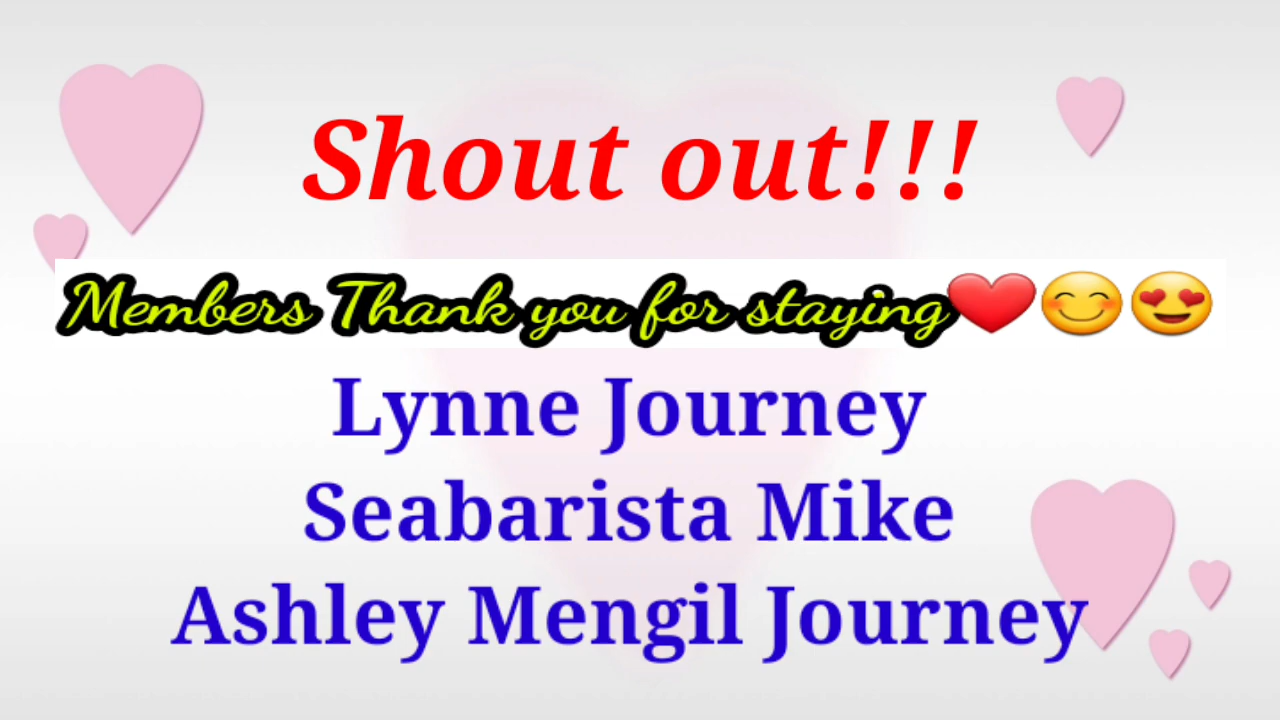 Shout out!!!
Members Thank you for staying❤️😊😍
Lynne Journey
Seabarista Mike
Ashley Mengil Journey